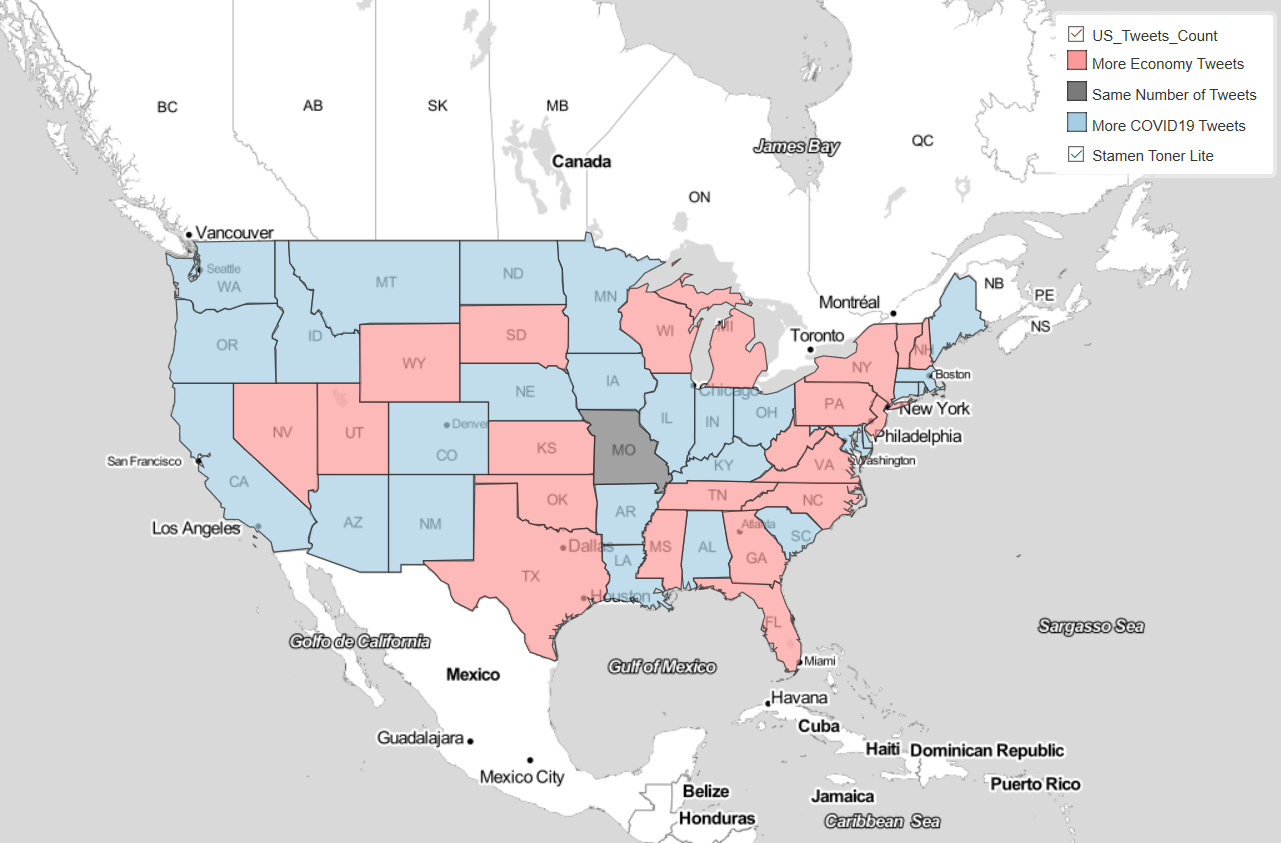 US_Tweets_Count
More Economy Tweets
Same Number of Tweets
More COVID19 Tweets
Stamen Toner Lite
BC
AB
SK
MB
QC
James Bay
Canada
ON
Vancouver
Seattle
WA
MT
ND
MN
NB
PE
NS
Montréal
Toronto
OR
ID
WY
SD
WI
MI
NY
NH
Boston
NV
UT
Denver
CO
NE
IA
Chicago
IL
IN
OH
PA
New York
Philadelphia
Washington
San Francisco
CA
KS
MO
KY
VA
Los Angeles
AZ
NM
OK
AR
TN
NC
Dallas
TX
LA
MS
AL
Atlanta
GA
SC
Houston
FL
Golfo de California
Gulf of Mexico
Miami
Sargasso Sea
Mexico
Havana
Cuba
Guadalajara
Mexico City
Haiti
Dominican Republic
Puerto Rico
Belize
Jamaica
Honduras
Caribbean Sea